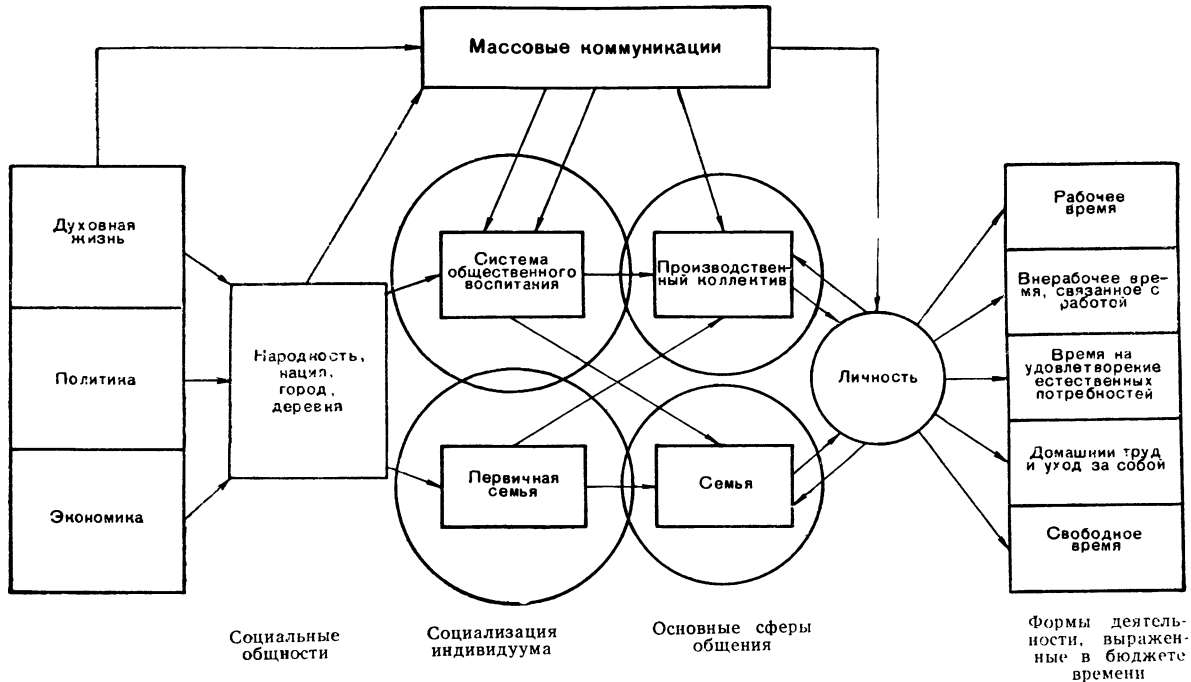 Массовые коммуникации
Духовная
жизнь
Политика
Экономика
Народность,
нация,
город,
деревня
Система
общественного
воспитания
Производствен-
ный коллектив
Первичная
семья
Семья
Личность
Рабочее
время
Внерабочее вре-
мя, связанное с
работой
Время на
удовлетворение
естественных
потребностей
Домашний труд
и уход за собой
Свободное
время
Социальные
общности
Социализация
индивидуума
Основные сферы
общения
Формы деятель-
ности, выражен-
ные в бюджете
времени